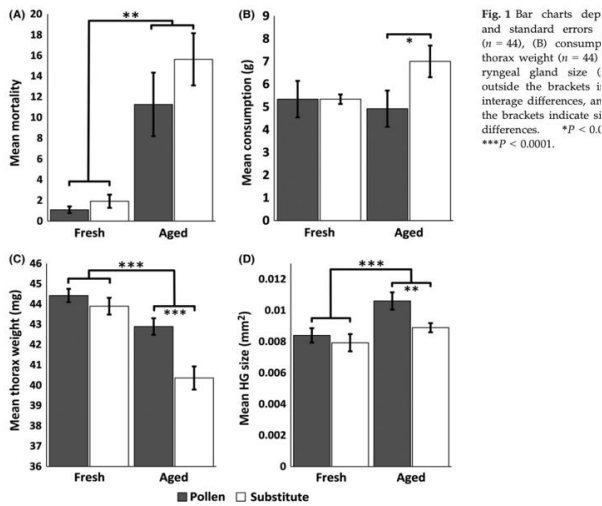 (A)
20
18
16
14
12
10
8
6
4
2
0
Mean mortality
**
Fresh Aged
(B)
9
8
7
6
5
4
3
2
1
0
Mean consumption (g)
*
Fresh Aged
(C)
46
45
44
43
42
41
40
39
38
37
36
Mean thorax weight (mg)
***
***
Fresh Aged
(D)
0.012
0.01
0.008
0.006
0.004
0.002
0
Mean HG size (mm²)
***
**
Fresh Aged
Pollen Substitute
Fig. 1 Bar charts dep
and standard errors
(n = 44), (B) consump
thorax weight (n = 44)
ryngeal gland size (
outside the brackets i
interage differences, an
the brackets indicate si
differences. *P < 0.0
***P < 0.0001.